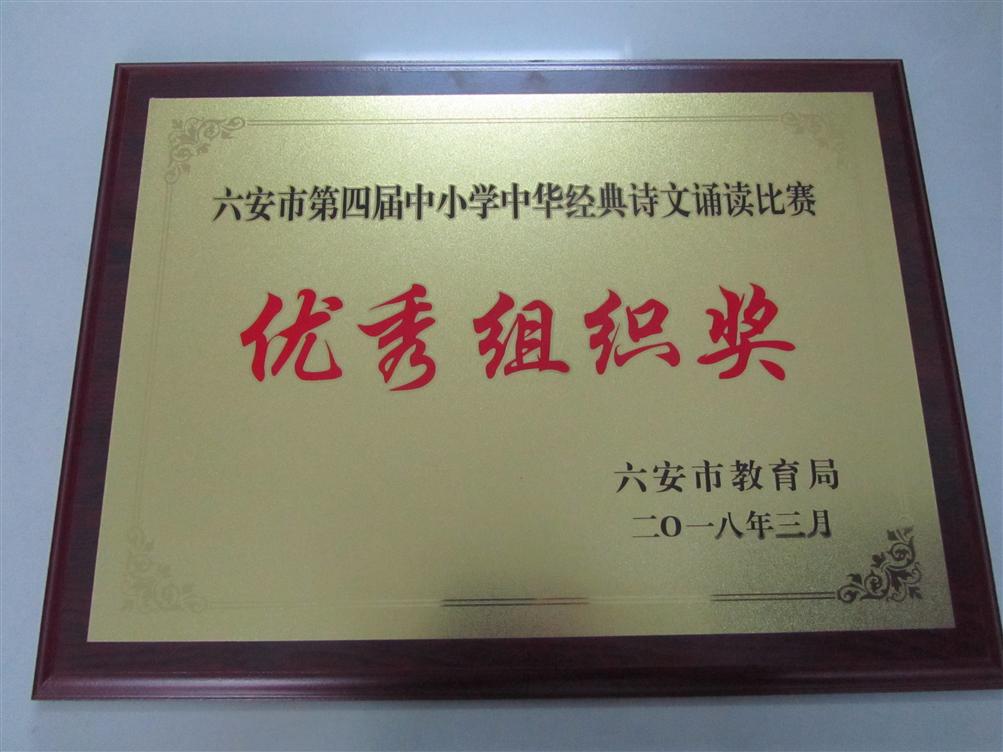 六安市第四届中小学中华经典诗文诵读比赛
优秀组织奖
六安市教育局
二O一八年三月